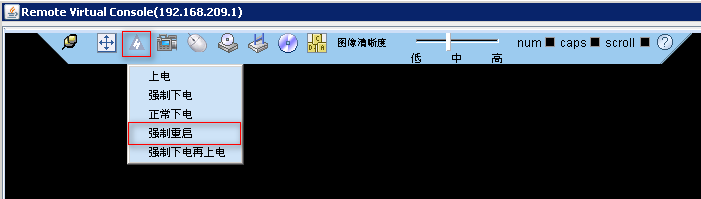 Remote Virtual Console(192.168.209.1)
图像清晰度
低 中 高
num caps scroll
上电
强制下电
正常下电
强制重启
强制下电再上电